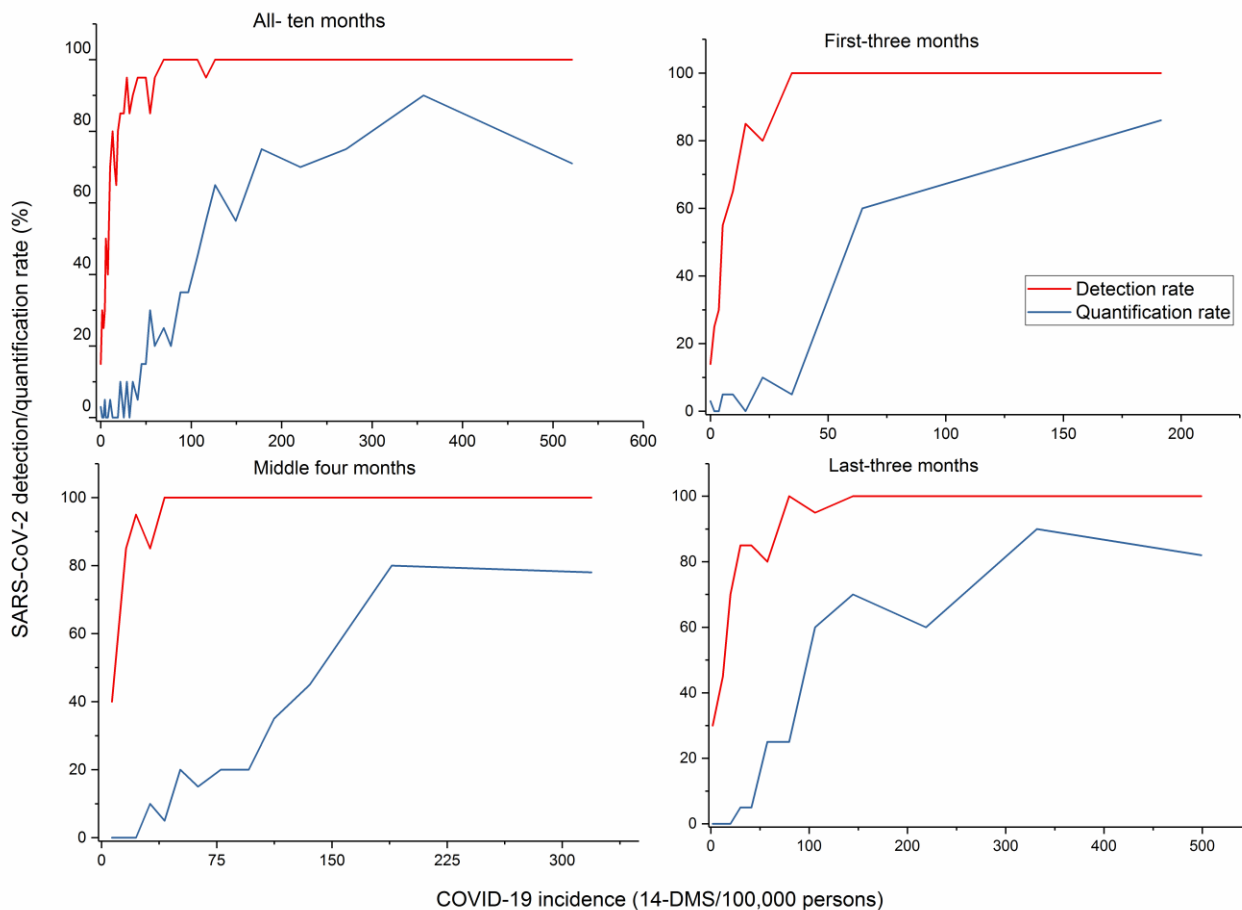 All- ten months
100
80
60
40
20
0
0 100 200 300 400 500 600
First-three months
100
80
60
40
20
0
0 50 100 150 200
Detection rate
Quantification rate
SARS-CoV-2 detection/quantification rate (%)
Middle four months
100
80
60
40
20
0
0 75 150 225 300
Last-three months
100
80
60
40
20
0
0 100 200 300 400 500
COVID-19 incidence (14-DMS/100,000 persons)